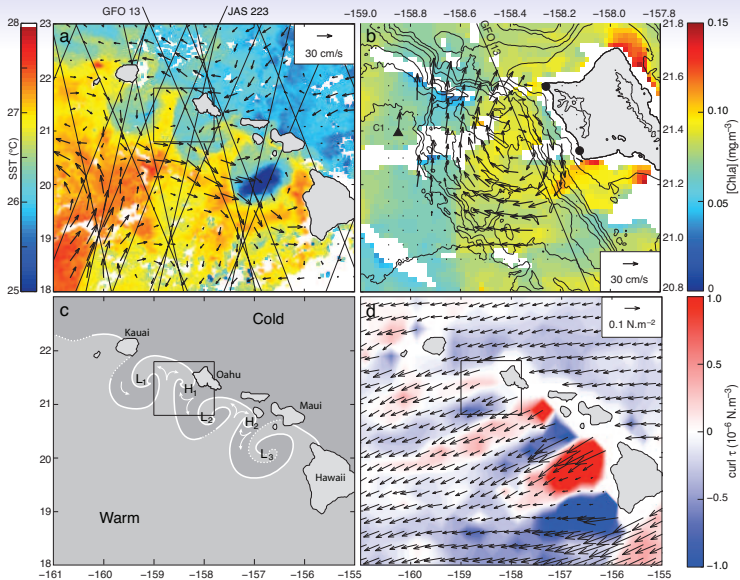 GFO 13
JAS 223
−159.0 −158.8 −158.6 −158.4 −158.2 −158.0 −157.8
28
27
26
25
SST (°C)
23
22
21
20
19
18
a
30 cm/s
b
GFO 13
C1
30 cm/s
21.8
21.6
21.4
21.2
21.0
20.8
0.15
0.10
0.05
0
[Chla] (mg.m−3)
c
Cold
Kauai
Oahu
Maui
Hawaii
L1
H1
L2
H2
L3
Warm
22
21
20
19
18
−161 −160 −159 −158 −157 −156 −155
d
0.1 N.m−2
−160 −159 −158 −157 −156 −155
1.0
0.5
0
−0.5
−1.0
curl τ (10−6 N.m−2)